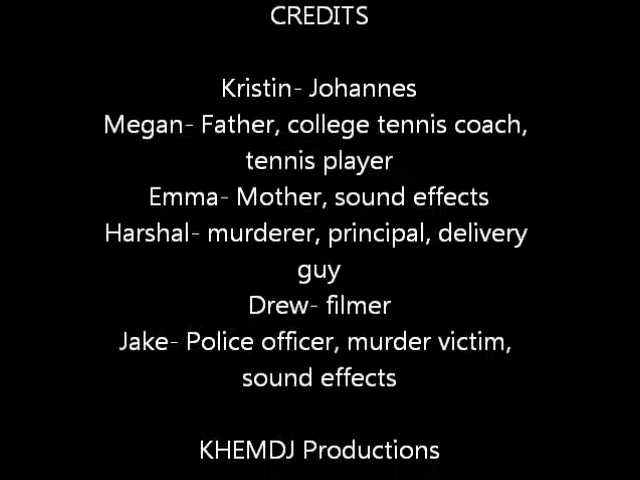 CREDITS
Kristin- Johannes
Megan- Father, college tennis coach,
tennis player
Emma- Mother, sound effects
Harshal- murderer, principal, delivery
guy
Drew- filmer
Jake- Police officer, murder victim,
sound effects
KHEMDJ Productions